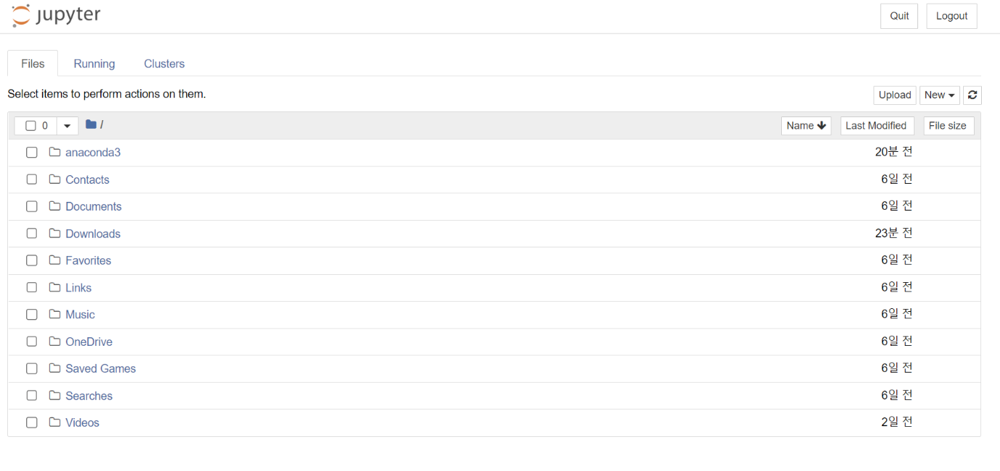 jupyter Quit Logout
Files Running Clusters
Select items to perform actions on them. Upload New
0 / Name Last Modified File size
anaconda3 20분 전
Contacts 6일 전
Documents 6일 전
Downloads 23분 전
Favorites 6일 전
Links 6일 전
Music 6일 전
OneDrive 6일 전
Saved Games 6일 전
Searches 6일 전
Videos 2일 전